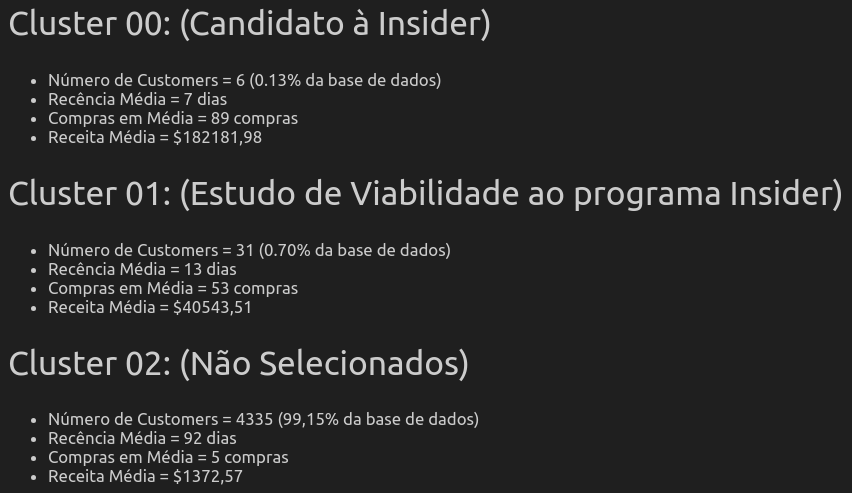 Cluster 00: (Candidato à Insider)
• Número de Customers = 6 (0.13% da base de dados)
• Recência Média = 7 dias
• Compras em Média = 89 compras
• Receita Média = $182181,98
Cluster 01: (Estudo de Viabilidade ao programa Insider)
• Número de Customers = 31 (0.70% da base de dados)
• Recência Média = 13 dias
• Compras em Média = 53 compras
• Receita Média = $40543,51
Cluster 02: (Não Selecionados)
• Número de Customers = 4335 (99,15% da base de dados)
• Recência Média = 92 dias
• Compras em Média = 5 compras
• Receita Média = $1372,57